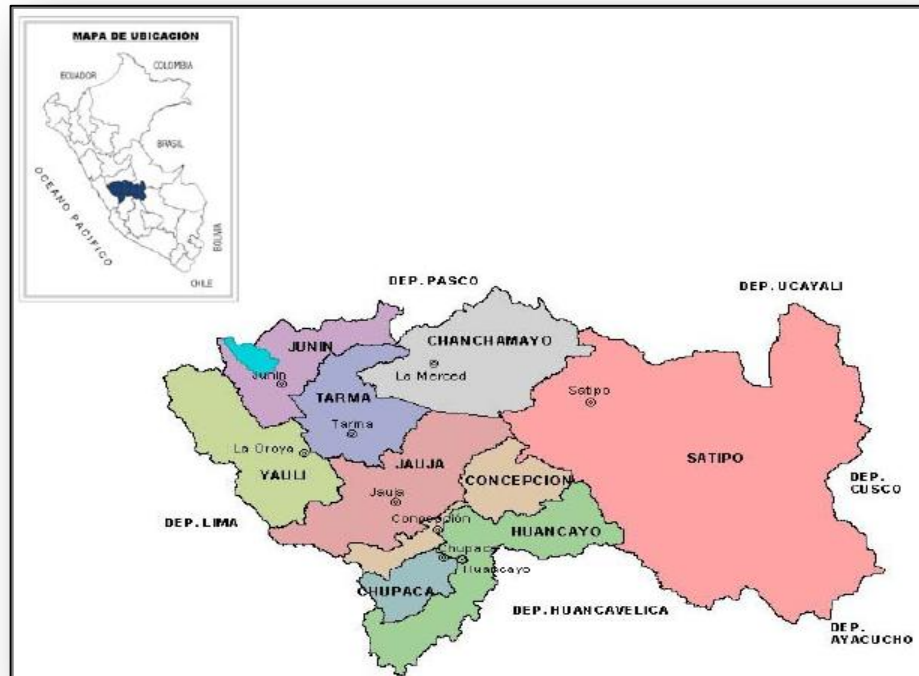 MAPA DE UBICACIÓN
COLOMBIA
ECUADOR
BRASIL
OCEANO PACIFICO
BOLIVIA
CHILE
DEP. PASCO
DEP. UCAYALI
JUNIN
CHANCHAMAYO
Junín
La Merced
TARMA
Satipo
Tarma
La Oroya
JAUJA
SATIPO
YAULI
CONCEPCION
DEP.
CUSCO
Jauja
DEP. LIMA
Concepción
HUANCAYO
Chupaca
Huancayo
CHUPACA
DEP. HUANCAVELICA
DEP.
AYACUCHO